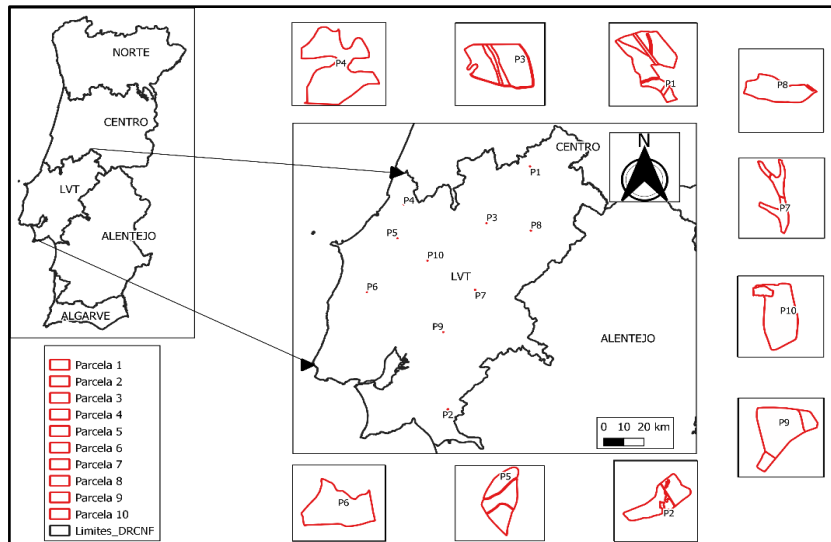 NORTE
CENTRO
LVT
ALENTEJO
ALGARVE
P4
P3
P1
P8
P7
P10
P9
P6
P5
P2
CENTRO
N
P1
P4
P3
P8
P5
P10
LVT
P6
P7
P9
ALENTEJO
P2
0 10 20 km
Parcela 1
Parcela 2
Parcela 3
Parcela 4
Parcela 5
Parcela 6
Parcela 7
Parcela 8
Parcela 9
Parcela 10
Limites_DRCNF